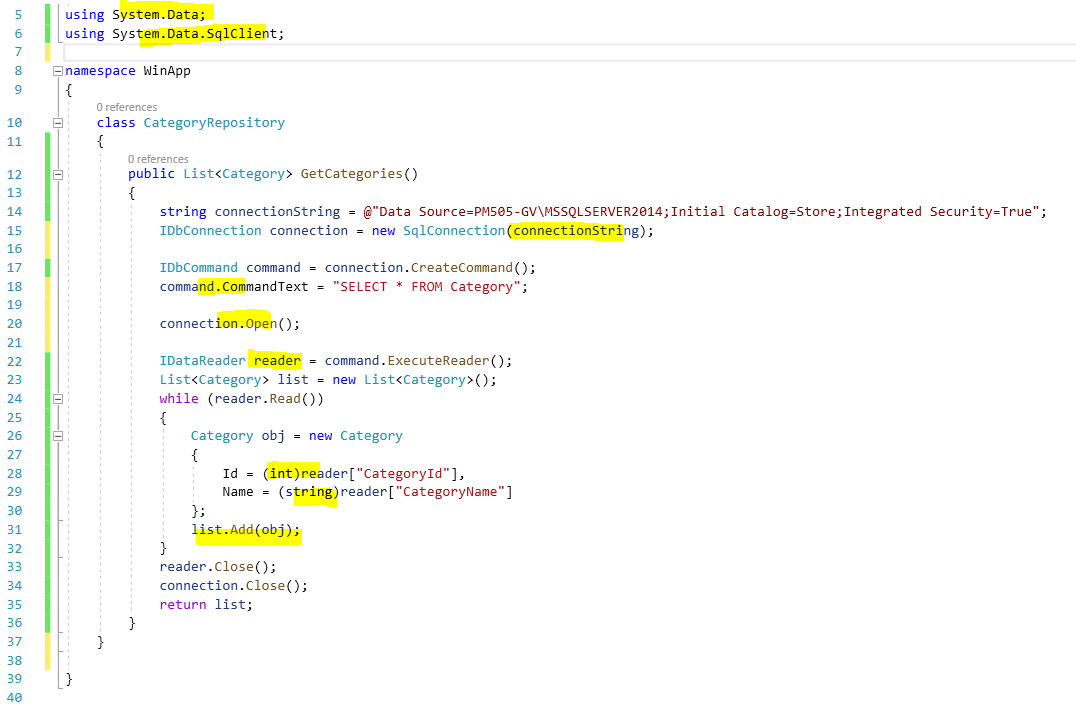 5 using System.Data;
6 using System.Data.SqlClient;
7
8 namespace WinApp
9 {
0 references
10 class CategoryRepository
11 {
0 references
12 public List<Category> GetCategories()
13 {
14 string connectionString = @"Data Source=PM505-GV\MSSQLSERVER2014;Initial Catalog=Store;Integrated Security=True";
15 IDbConnection connection = new SqlConnection(connectionString);
16
17 IDbCommand command = connection.CreateCommand();
18 command.CommandText = "SELECT * FROM Category";
19
20 connection.Open();
21
22 IDataReader reader = command.ExecuteReader();
23 List<Category> list = new List<Category>();
24 while (reader.Read())
25 {
26 Category obj = new Category
27 {
28 Id = (int)reader["CategoryId"],
29 Name = (string)reader["CategoryName"]
30 };
31 list.Add(obj);
32 }
33 reader.Close();
34 connection.Close();
35 return list;
36 }
37 }
38
39 }
40